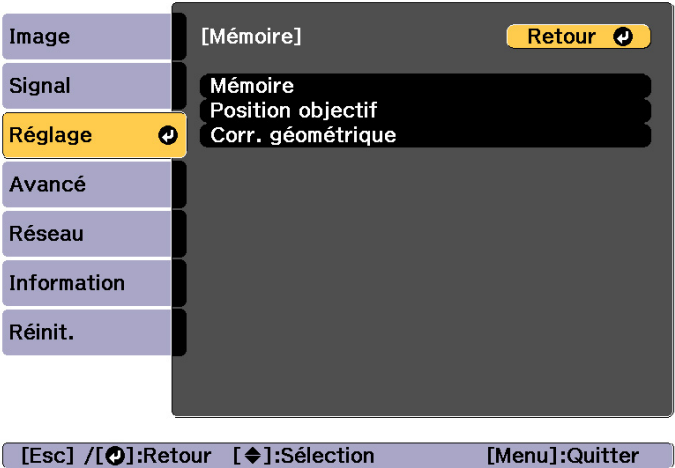 Image
Signal
Réglage
Avancé
Réseau
Information
Réinit.
[Mémoire]
Retour
Mémoire
Position objectif
Corr. géométrique
[Esc] /[⏎]:Retour [◆]:Sélection [Menu]:Quitter